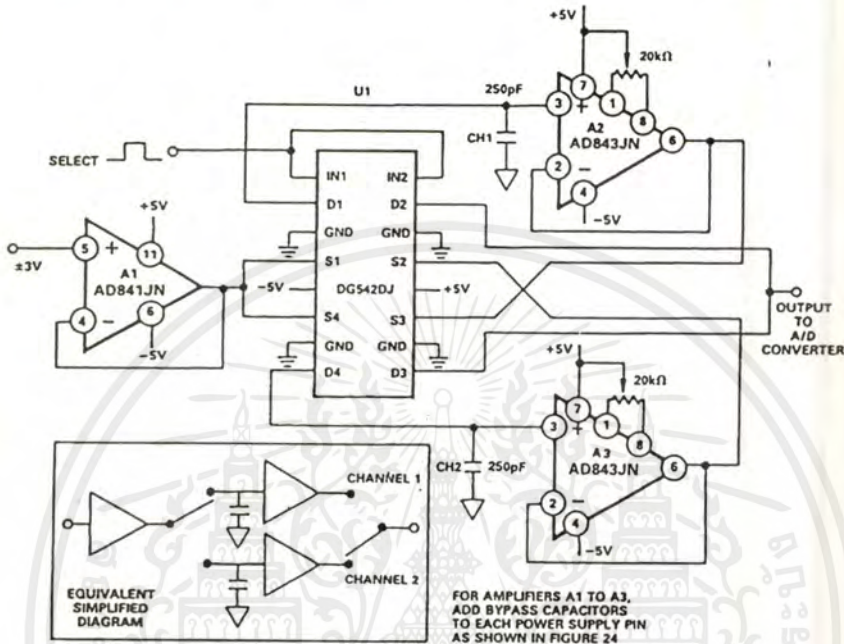 +5V
20kΩ
250pF
U1
7
3
+
1
8
A2
AD843JN
6
CH1
2
−
4
−5V
SELECT
IN1
IN2
D1
D2
GND
GND
S1
S2
+5V
5
+
11
A1
AD841JN
±3V
4
−
6
−5V
−5V
DG542DJ
+5V
S3
S4
GND
GND
D4
D3
OUTPUT
TO
A/D
CONVERTER
+5V
20kΩ
7
3
+
1
8
A3
AD843JN
6
CH2
250pF
2
−
4
−5V
CHANNEL 1
CHANNEL 2
EQUIVALENT
SIMPLIFIED
DIAGRAM
FOR AMPLIFIERS A1 TO A3,
ADD BYPASS CAPACITORS
TO EACH POWER SUPPLY PIN
AS SHOWN IN FIGURE 24